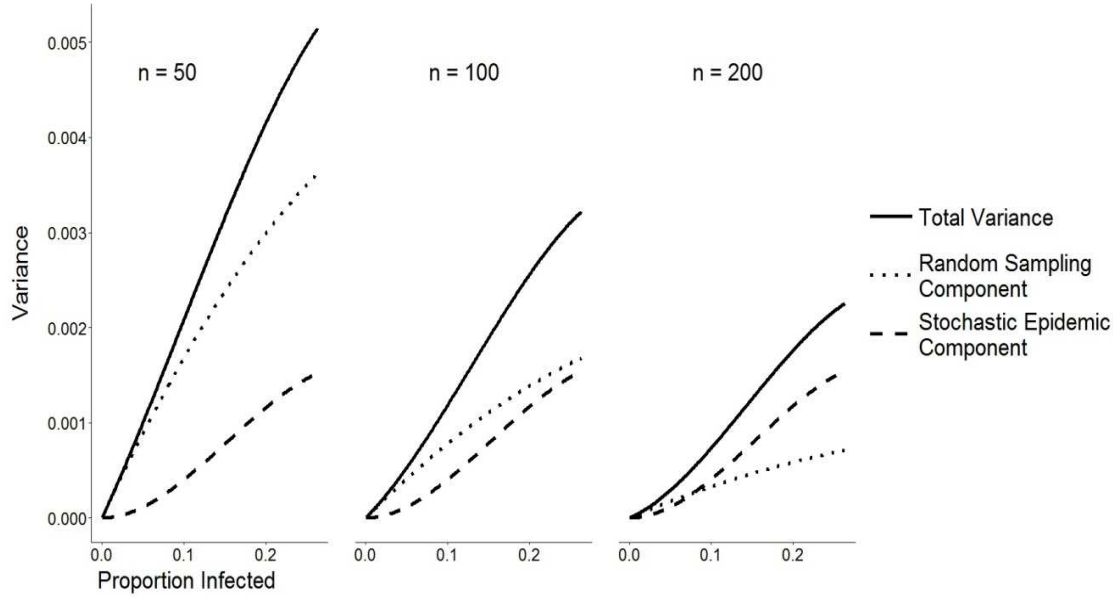 n = 50
n = 100
n = 200
0.005
0.004
0.003
0.002
0.001
0.000
Variance
0.0 0.1 0.2
0.0 0.1 0.2
0.0 0.1 0.2
Proportion Infected
Total Variance
Random Sampling
Component
Stochastic Epidemic
Component